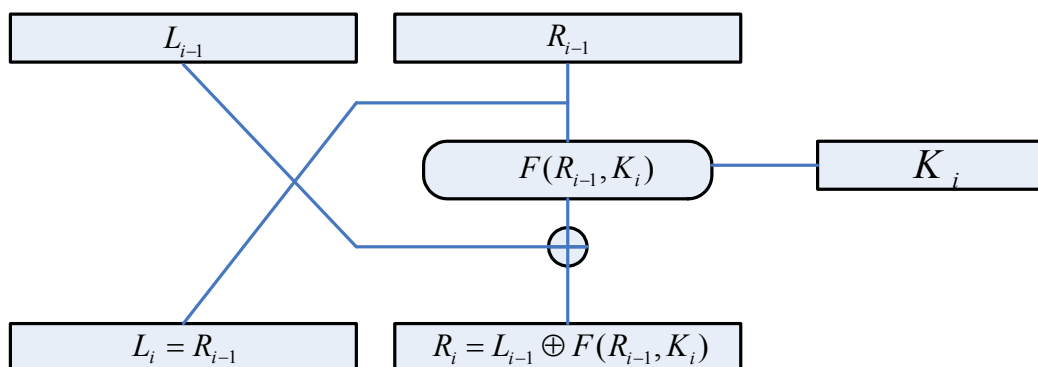 L_{i-1}
R_{i-1}
F(R_{i-1}, K_i)
K_i
L_i = R_{i-1}
R_i = L_{i-1} ⊕ F(R_{i-1}, K_i)